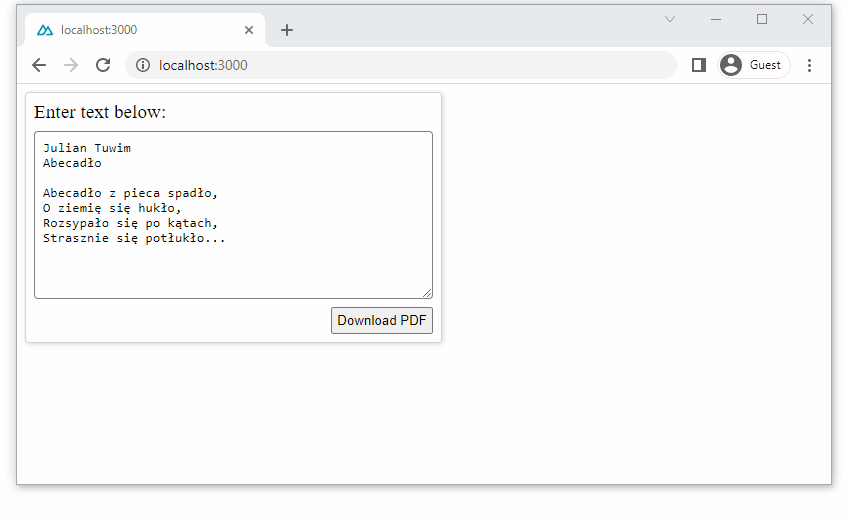 localhost:3000
localhost:3000
Guest
Enter text below:
Julian Tuwim
Abecadło
Abecadło z pieca spadło,
O ziemię się hukło,
Rozsypało się po kątach,
Strasznie się potłukło...
Download PDF